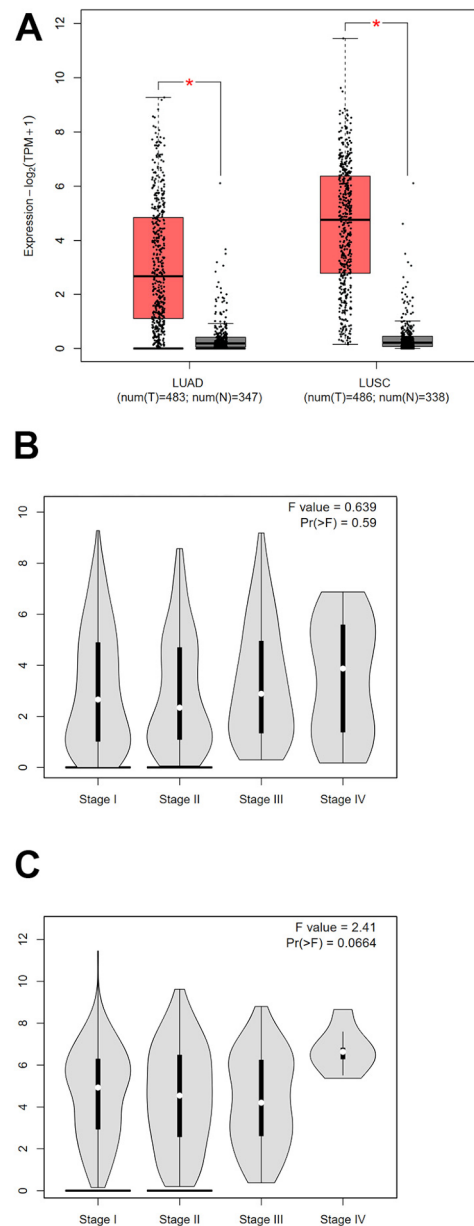 A
Expression – log₂(TPM + 1)
12
10
8
6
4
2
0
*
*
LUAD
(num(T)=483; num(N)=347)
LUSC
(num(T)=486; num(N)=338)
B
F value = 0.639
Pr(>F) = 0.59
10
8
6
4
2
0
Stage I
Stage II
Stage III
Stage IV
C
F value = 2.41
Pr(>F) = 0.0664
12
10
8
6
4
2
0
Stage I
Stage II
Stage III
Stage IV